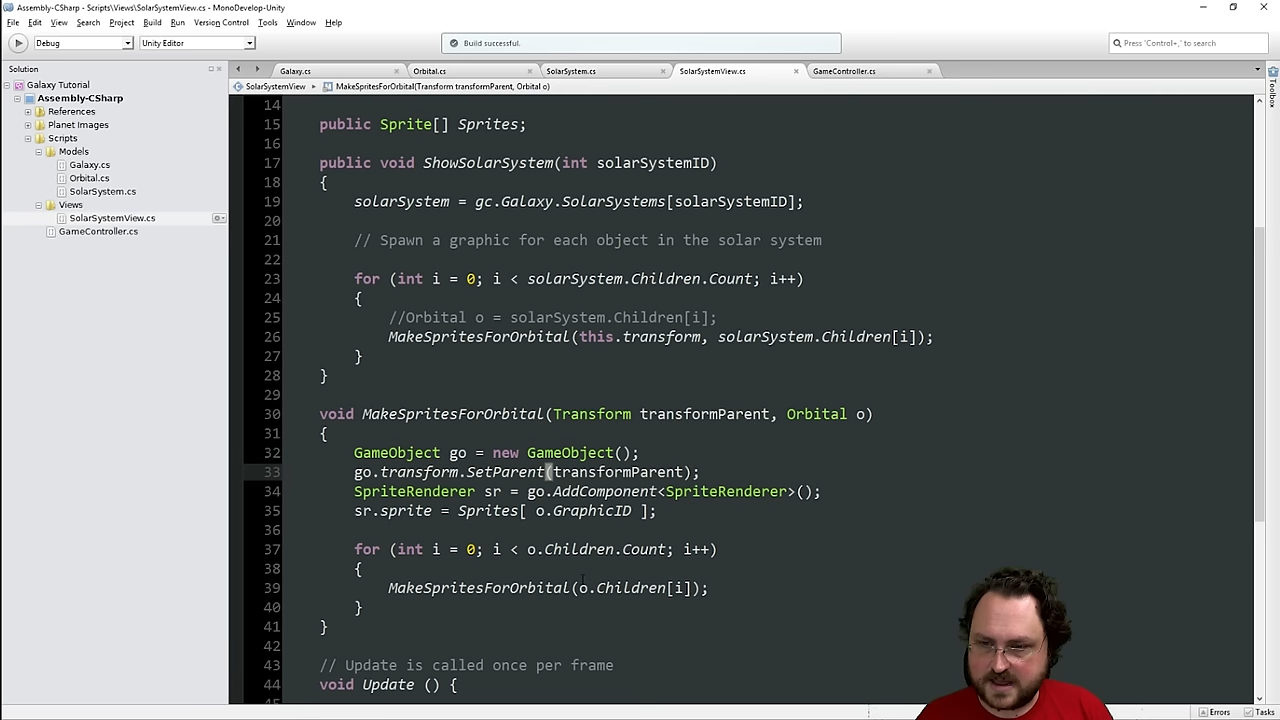 Assembly-CSharp - Scripts\Views\SolarSystemView.cs - MonoDevelop-Unity
File Edit View Search Project Build Run Version Control Tools Window Help
Debug Unity Editor Build successful. Press 'Control+,' to search
Solution Galaxy.cs Orbital.cs SolarSystem.cs SolarSystemView.cs GameController.cs
SolarSystemView MakeSpritesForOrbital(Transform transformParent, Orbital o)
Toolbox
Galaxy Tutorial
Assembly-CSharp
References
Planet Images
Scripts
Models
Galaxy.cs
Orbital.cs
SolarSystem.cs
Views
SolarSystemView.cs
GameController.cs
14
15 public Sprite[] Sprites;
16
17 public void ShowSolarSystem(int solarSystemID)
18 {
19 solarSystem = gc.Galaxy.SolarSystems[solarSystemID];
20
21 // Spawn a graphic for each object in the solar system
22
23 for (int i = 0; i < solarSystem.Children.Count; i++)
24 {
25 //Orbital o = solarSystem.Children[i];
26 MakeSpritesForOrbital(this.transform, solarSystem.Children[i]);
27 }
28 }
29
30 void MakeSpritesForOrbital(Transform transformParent, Orbital o)
31 {
32 GameObject go = new GameObject();
33 go.transform.SetParent(transformParent);
34 SpriteRenderer sr = go.AddComponent<SpriteRenderer>();
35 sr.sprite = Sprites[ o.GraphicID ];
36
37 for (int i = 0; i < o.Children.Count; i++)
38 {
39 MakeSpritesForOrbital(o.Children[i]);
40 }
41 }
42
43 // Update is called once per frame
44 void Update () {
Errors Tasks